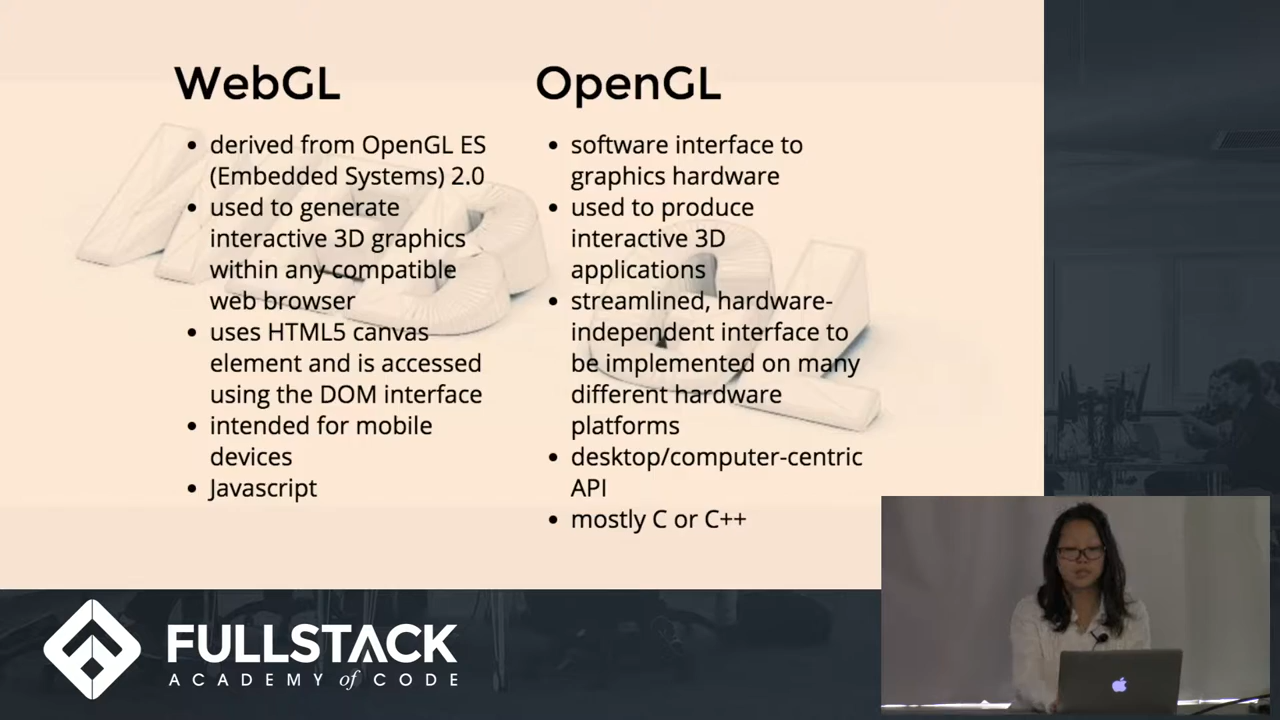 WebGL
• derived from OpenGL ES
(Embedded Systems) 2.0
• used to generate
interactive 3D graphics
within any compatible
web browser
• uses HTML5 canvas
element and is accessed
using the DOM interface
• intended for mobile
devices
• Javascript
OpenGL
• software interface to
graphics hardware
• used to produce
interactive 3D
applications
• streamlined, hardware-
independent interface to
be implemented on many
different hardware
platforms
• desktop/computer-centric
API
• mostly C or C++
WEBGL
FULLSTACK
ACADEMY of CODE